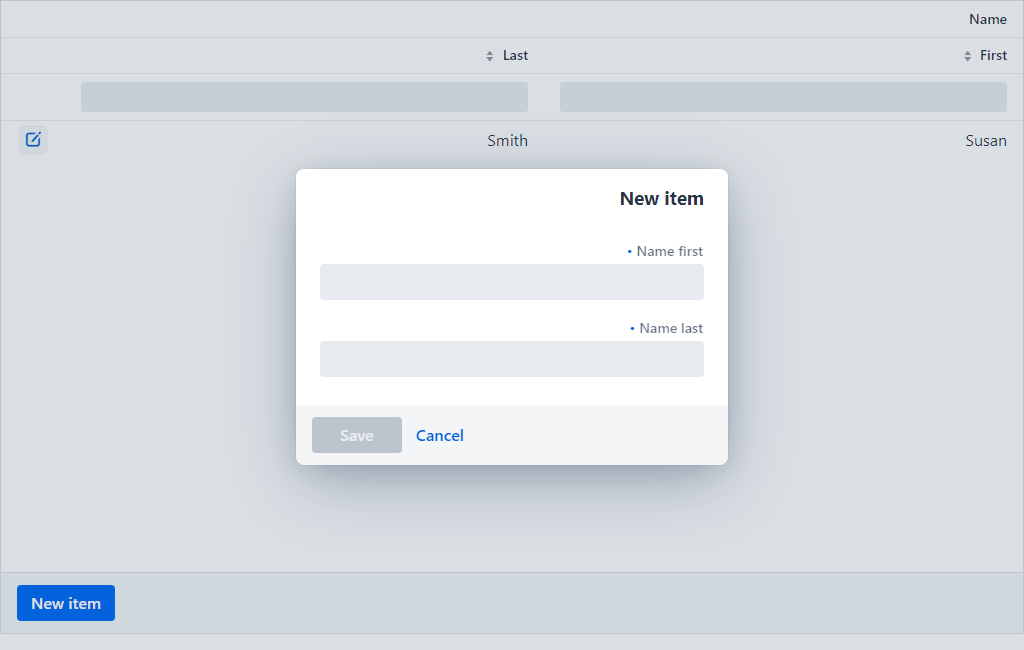 Name
Last First
Smith Susan
New item
• Name first
• Name last
Save Cancel
New item